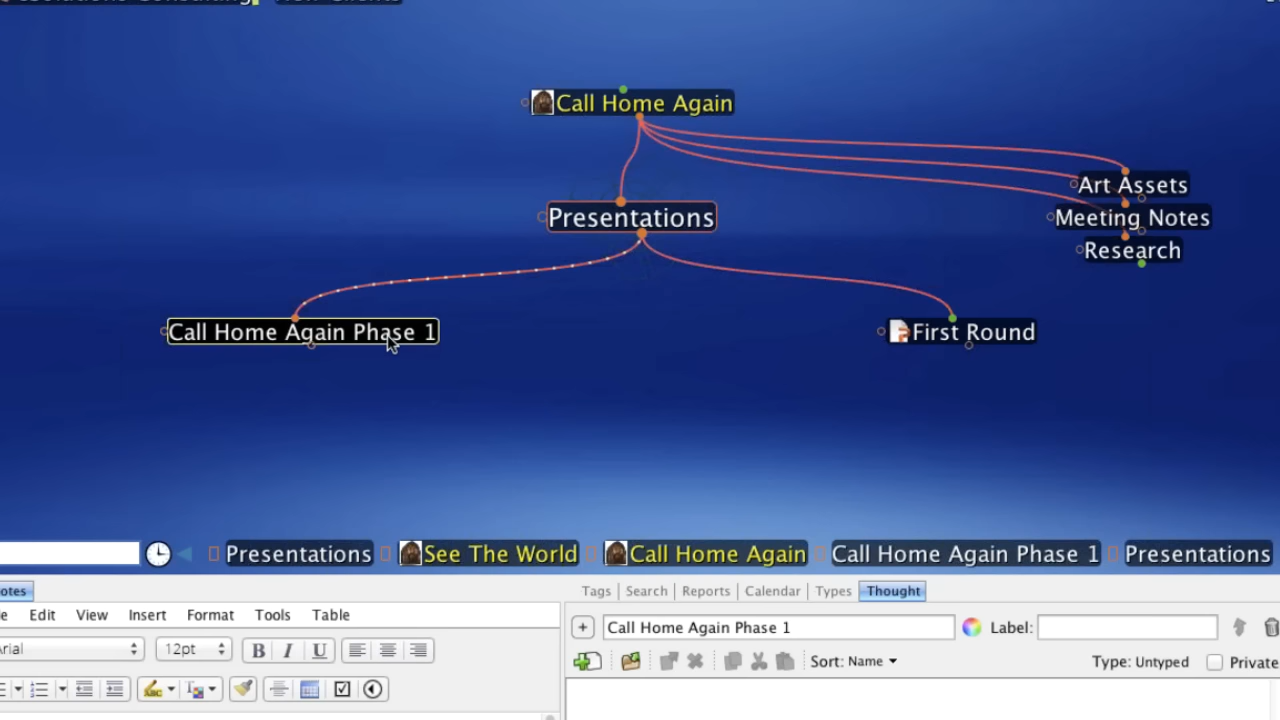 Call Home Again
Art Assets
Presentations
Meeting Notes
Research
Call Home Again Phase 1
First Round
Presentations See The World Call Home Again Call Home Again Phase 1 Presentations
Tags Search Reports Calendar Types Thought
Edit View Insert Format Tools Table
Call Home Again Phase 1 Label:
12pt B I U
Sort: Name Type: Untyped Private